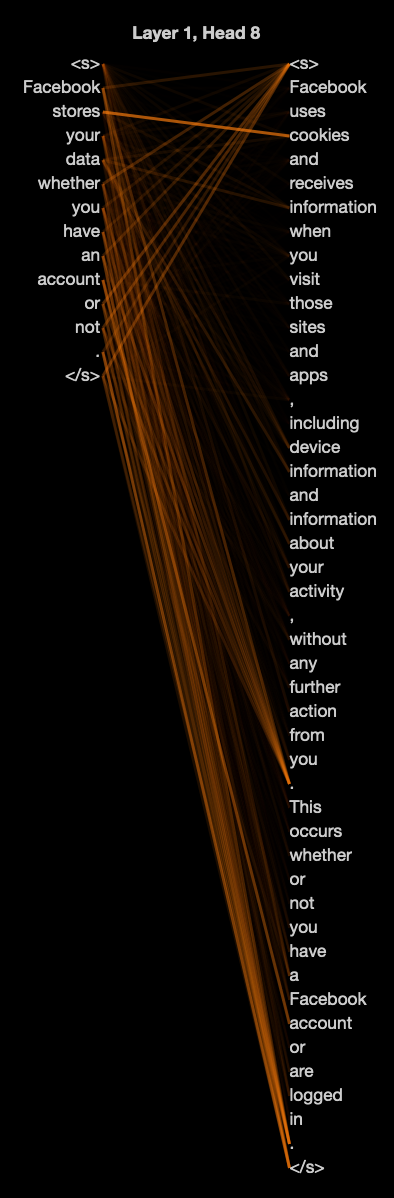 Layer 1, Head 8
<s> <s>
Facebook Facebook
stores uses
your cookies
data and
whether receives
you information
have when
an you
account visit
or those
not sites
. and
</s> apps
,
including
device
information
and
information
about
your
activity
,
without
any
further
action
from
you
.
This
occurs
whether
or
not
you
have
a
Facebook
account
or
are
logged
in
.
</s>